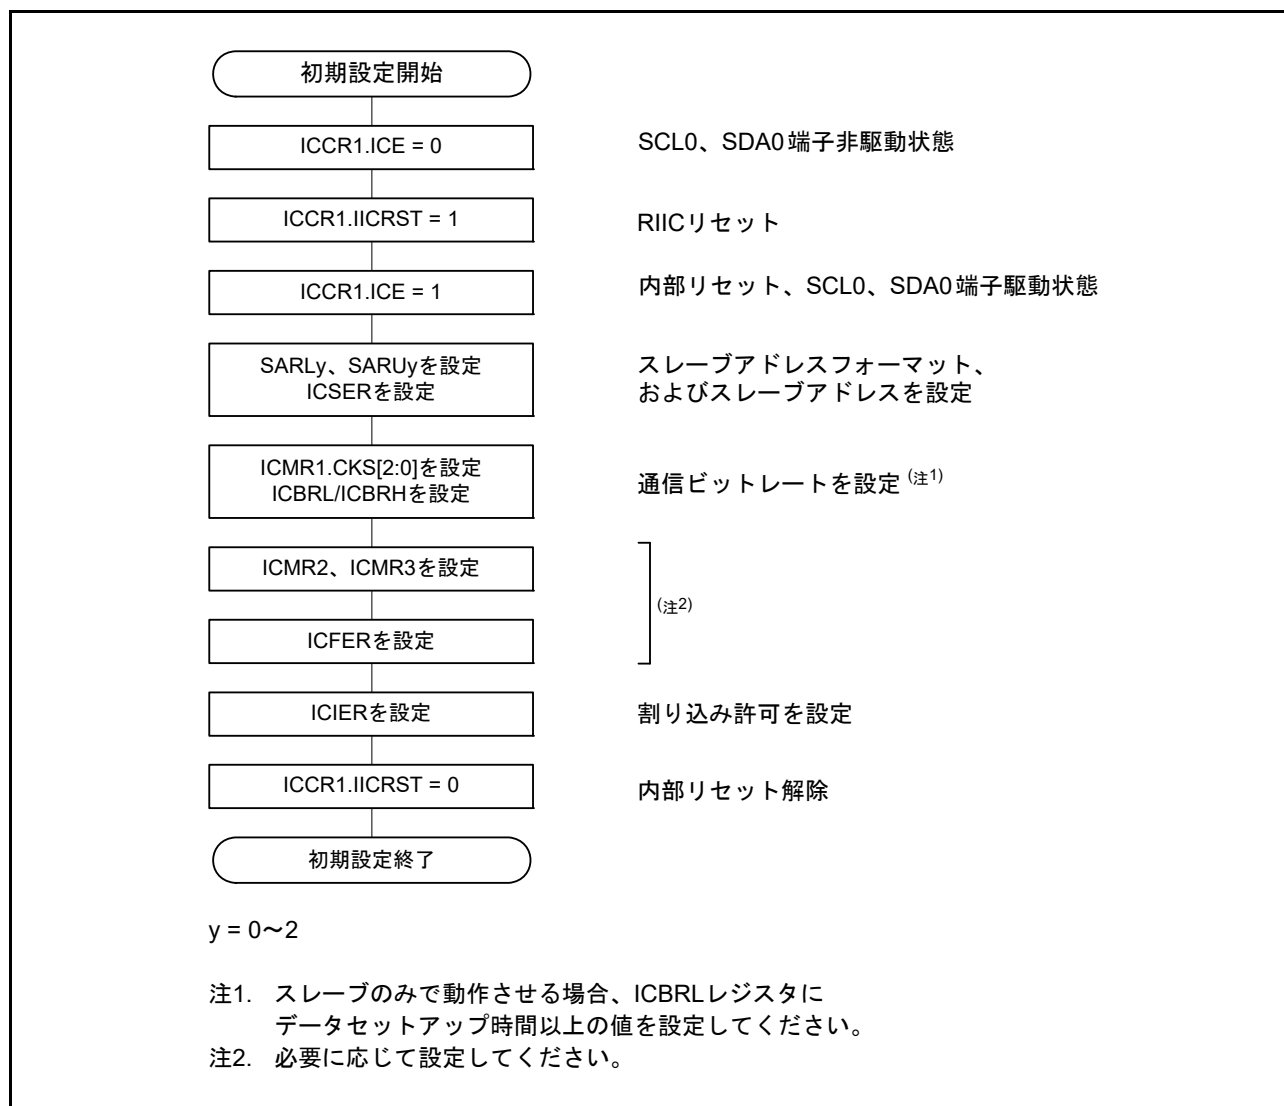 初期設定開始
ICCR1.ICE = 0
SCL0、SDA0端子非駆動状態
ICCR1.IICRST = 1
RIICリセット
ICCR1.ICE = 1
内部リセット、SCL0、SDA0端子駆動状態
SARLy、SARUyを設定
ICSERを設定
スレーブアドレスフォーマット、
およびスレーブアドレスを設定
ICMR1.CKS[2:0]を設定
ICBRL/ICBRHを設定
通信ビットレートを設定 (注1)
ICMR2、ICMR3を設定
(注2)
ICFERを設定
ICIERを設定
割り込み許可を設定
ICCR1.IICRST = 0
内部リセット解除
初期設定終了
y = 0～2
注1. スレーブのみで動作させる場合、ICBRLレジスタに
データセットアップ時間以上の値を設定してください。
注2. 必要に応じて設定してください。